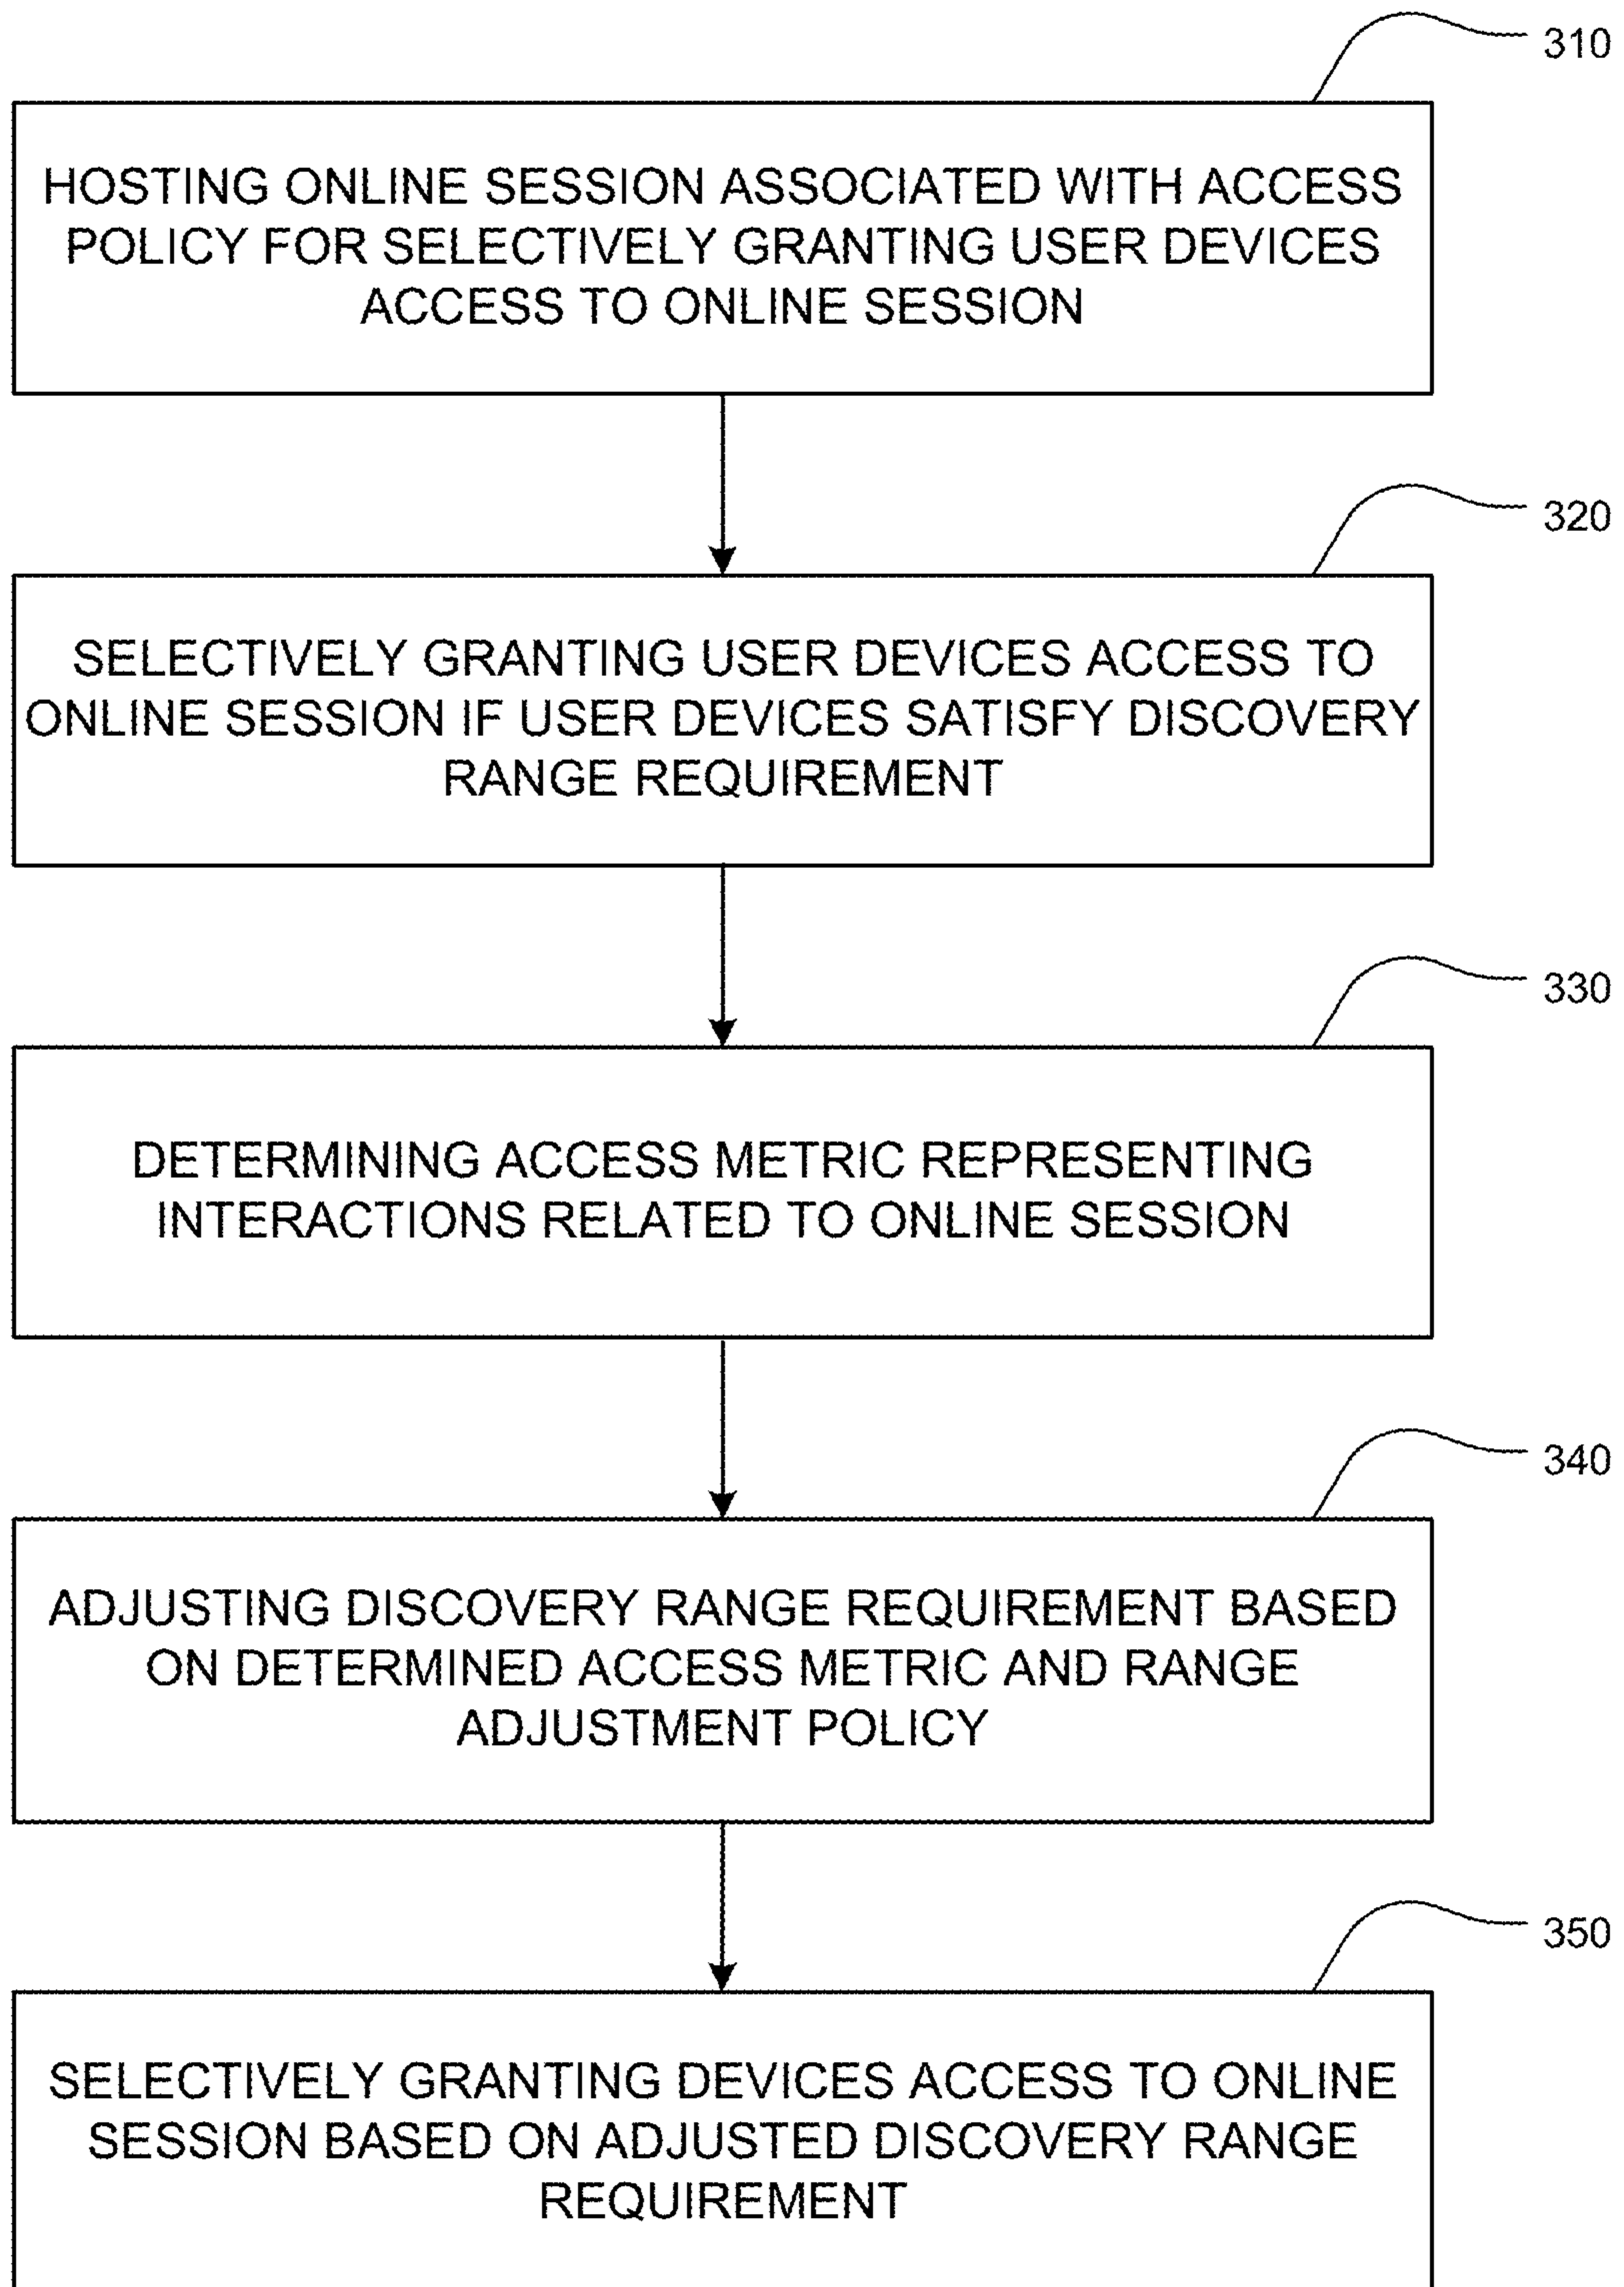 310
HOSTING ONLINE SESSION ASSOCIATED WITH ACCESS
POLICY FOR SELECTIVELY GRANTING USER DEVICES
ACCESS TO ONLINE SESSION
320
SELECTIVELY GRANTING USER DEVICES ACCESS TO
ONLINE SESSION IF USER DEVICES SATISFY DISCOVERY
RANGE REQUIREMENT
330
DETERMINING ACCESS METRIC REPRESENTING
INTERACTIONS RELATED TO ONLINE SESSION
340
ADJUSTING DISCOVERY RANGE REQUIREMENT BASED
ON DETERMINED ACCESS METRIC AND RANGE
ADJUSTMENT POLICY
350
SELECTIVELY GRANTING DEVICES ACCESS TO ONLINE
SESSION BASED ON ADJUSTED DISCOVERY RANGE
REQUIREMENT